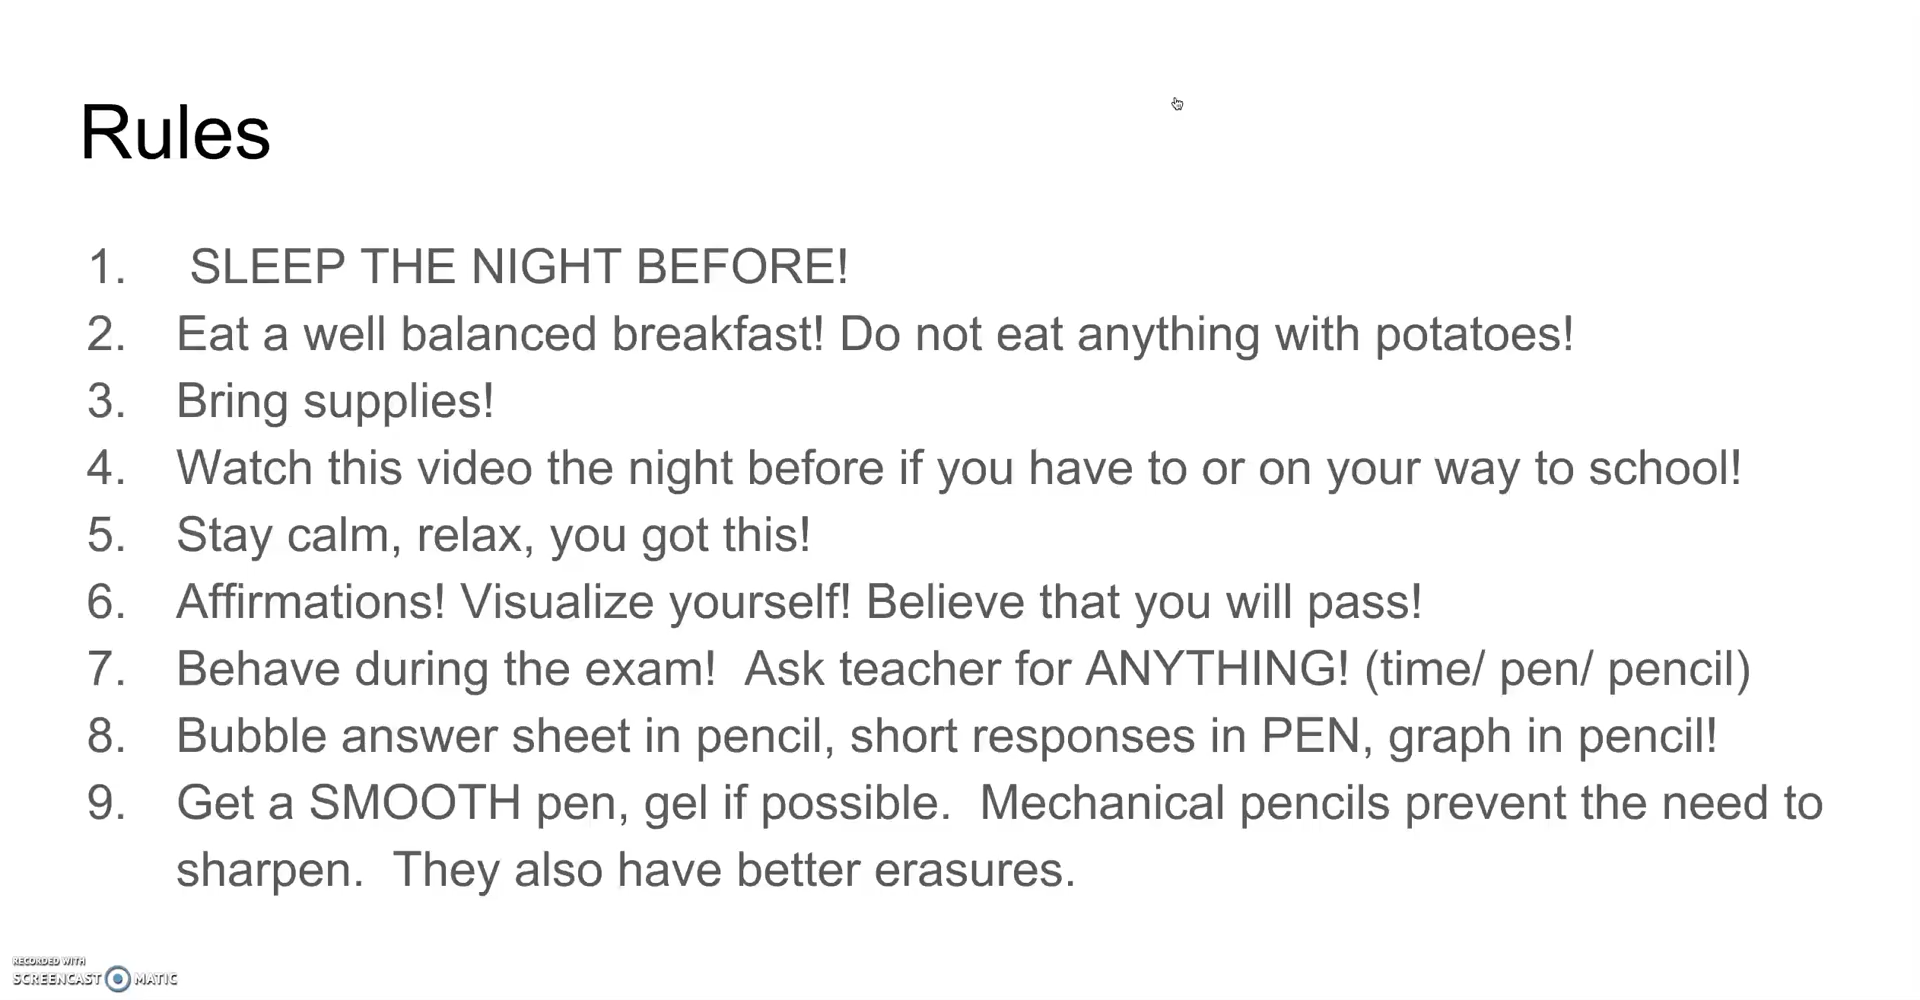 Rules
1. SLEEP THE NIGHT BEFORE!
2. Eat a well balanced breakfast! Do not eat anything with potatoes!
3. Bring supplies!
4. Watch this video the night before if you have to or on your way to school!
5. Stay calm, relax, you got this!
6. Affirmations! Visualize yourself! Believe that you will pass!
7. Behave during the exam!  Ask teacher for ANYTHING! (time/ pen/ pencil)
8. Bubble answer sheet in pencil, short responses in PEN, graph in pencil!
9. Get a SMOOTH pen, gel if possible.  Mechanical pencils prevent the need to
sharpen.  They also have better erasures.
RECORDED WITH
SCREENCAST MATIC